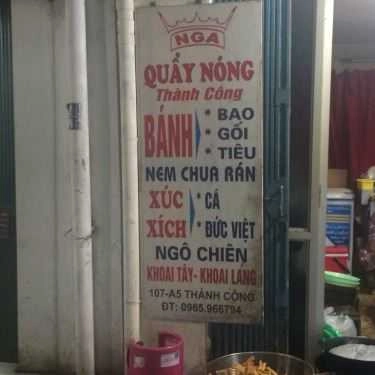 NGA
QUẦY NÓNG
Thành Công
BÁNH
• BAO
• GỐI
• TIÊU
NEM CHUA RÁN
XÚC XÍCH
• CÁ
• ĐỨC VIỆT
NGÔ CHIÊN
KHOAI TÂY- KHOAI LANG
107-A5 THÀNH CÔNG
ĐT: 0965.966794